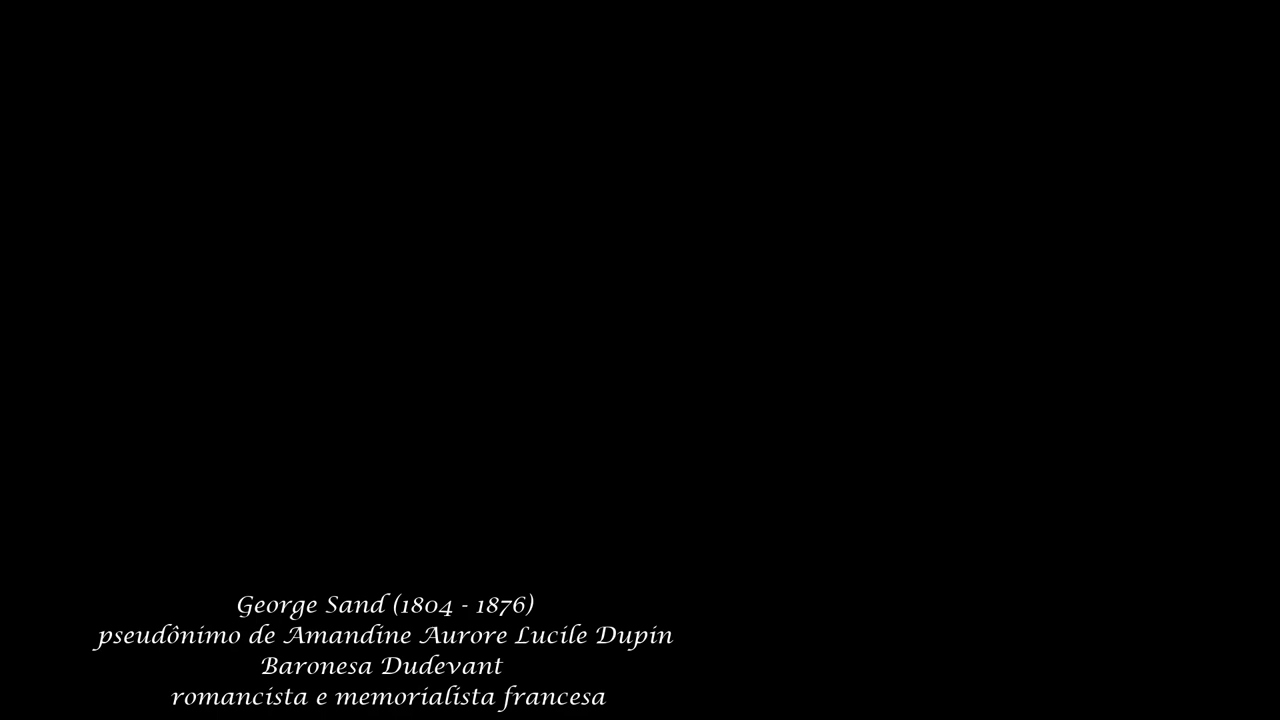 George Sand (1804 - 1876)
pseudônimo de Amandine Aurore Lucile Dupin
Baronesa Dudevant
romancista e memorialista francesa